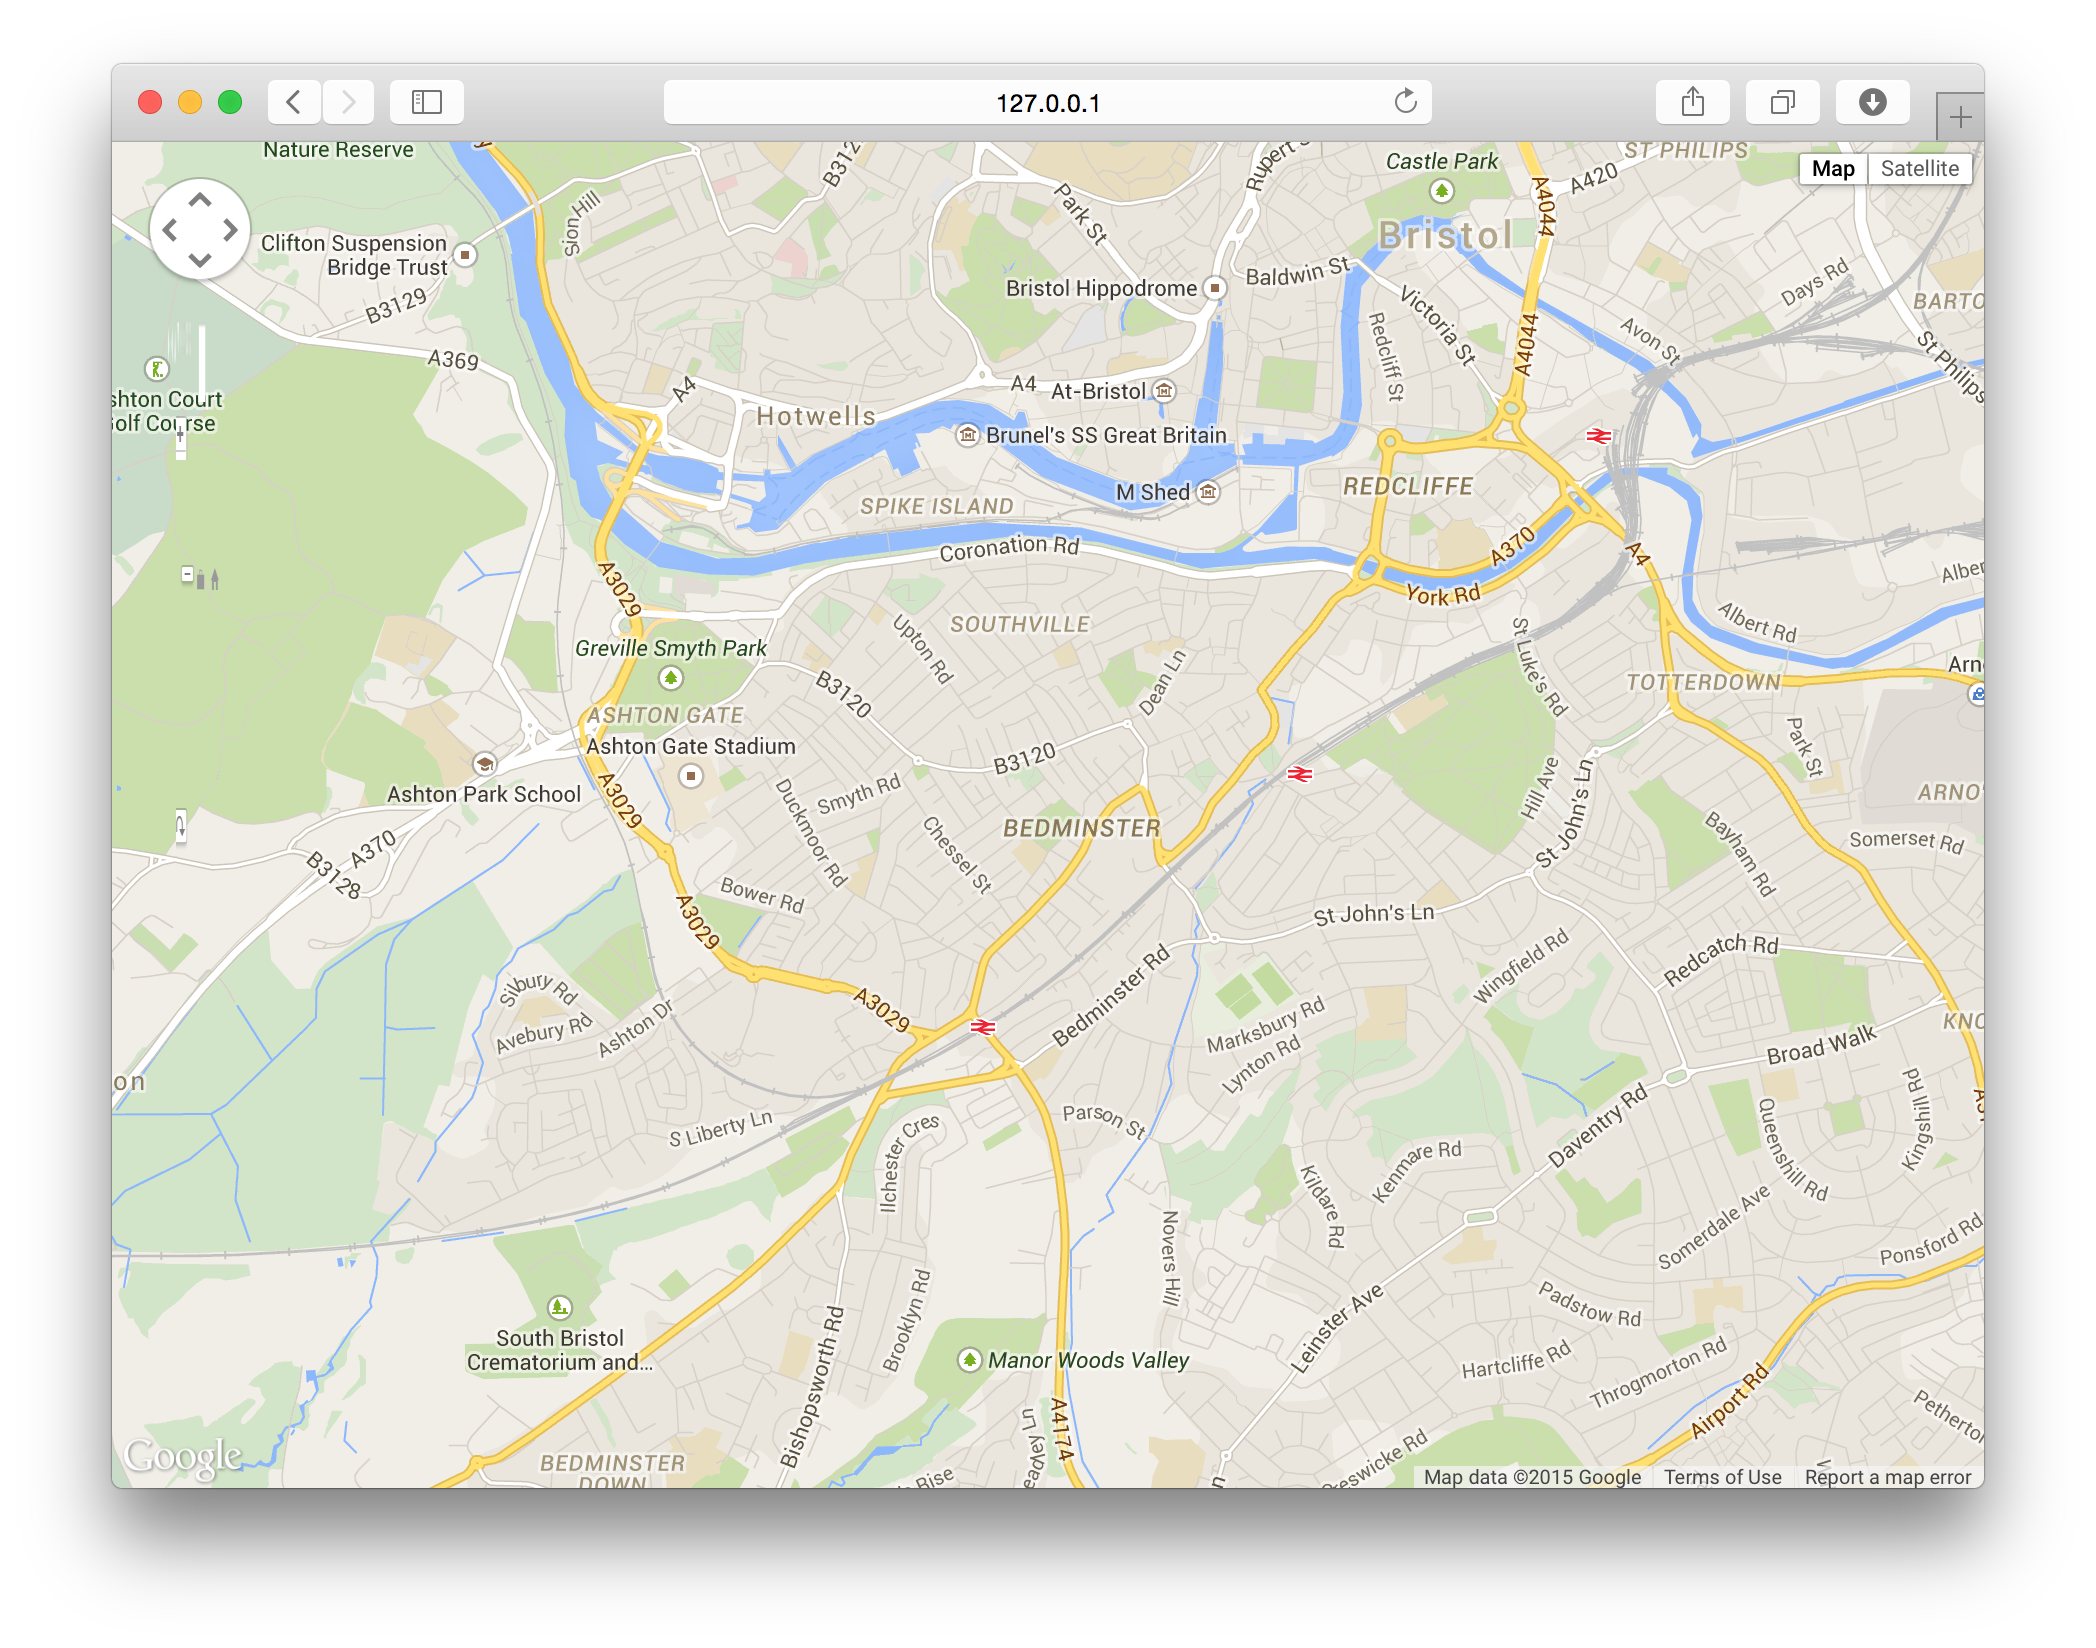 127.0.0.1
Nature Reserve
Map
Satellite
Castle Park
ST PHILIPS
A420
A4044
B312
Rupert S
Park St
Sion Hill
Clifton Suspension
Bridge Trust
B3129
Bristol
Baldwin St
Bristol Hippodrome
Victoria St
Redcliff St
A4044
Days Rd
BARTO
Avon St
St Philips
A369
shton Court
Golf Course
A4
Hotwells
A4
At-Bristol
Brunel's SS Great Britain
M Shed
SPIKE ISLAND
REDCLIFFE
Coronation Rd
A370
York Rd
A4
Alber
Albert Rd
A3029
SOUTHVILLE
Upton Rd
Greville Smyth Park
Dean Ln
St Luke's Rd
TOTTERDOWN
Arn
B3120
ASHTON GATE
Ashton Gate Stadium
B3120
Park St
Ashton Park School
A3029
Smyth Rd
Duckmoor Rd
Chessel St
BEDMINSTER
Hill Ave
St John's Ln
ARNO'
Bayham Rd
Somerset Rd
A370
B3128
Bower Rd
A3029
St John's Ln
Redcatch Rd
Wingfield Rd
Bedminster Rd
Silbury Rd
Avebury Rd
Ashton Dr
A3029
Marksbury Rd
Lynton Rd
KNO
Broad Walk
on
S Liberty Ln
Parson St
Ilchester Cres
Daventry Rd
Queenshill Rd
Kingshill Rd
A3
Kenmare Rd
Kildare Rd
Novers Hill
Somerdale Ave
Ponsford Rd
South Bristol
Crematorium and...
Bishopsworth Rd
Brooklyn Rd
Manor Woods Valley
Leinster Ave
Padstow Rd
Hartcliffe Rd
Throgmorton Rd
Airport Rd
Petherton
A4174
BEDMINSTER
DOWN
Rise
Google
Map data ©2015 Google
Terms of Use
Report a map error